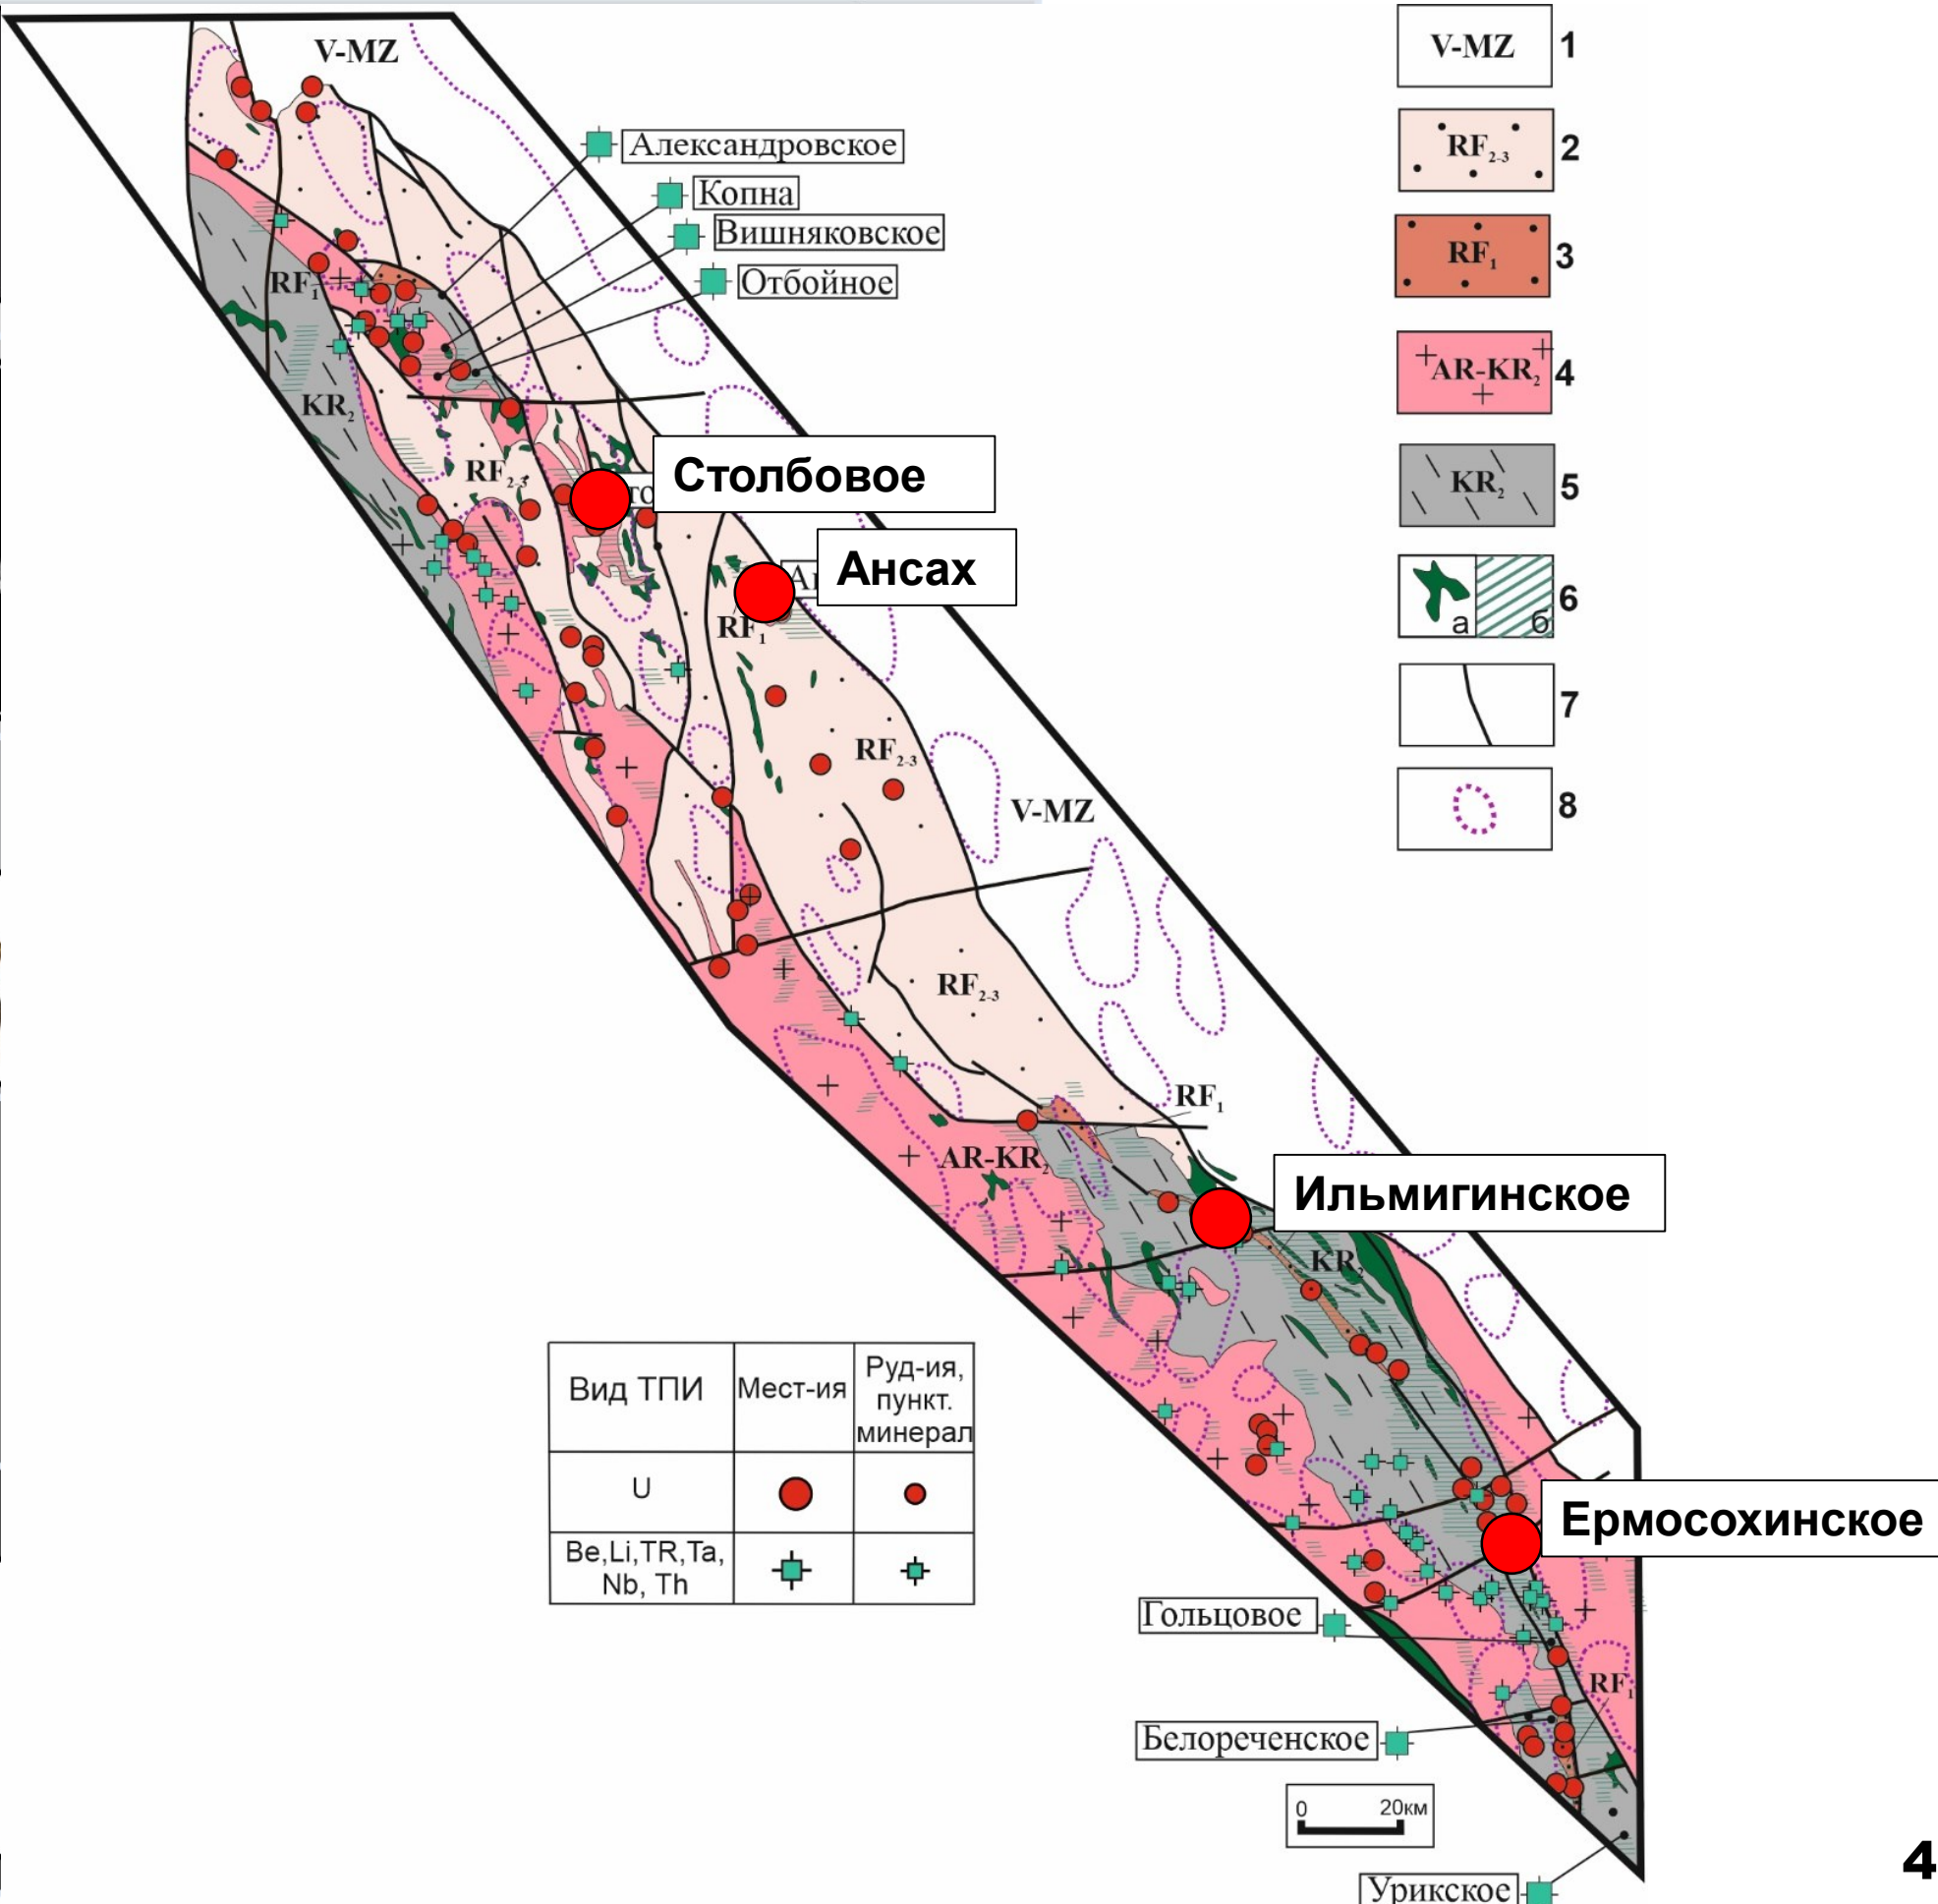 V-MZ
Александровское
Копна
Вишняковское
Отбойное
RF₁
KR₂
RF₂₋₃
Столбовое
Ансах
RF₁
RF₂₋₃
V-MZ
RF₂₋₃
RF₁
AR-KR₂
Ильмигинское
KR₂
Ермосохинское
Гольцовое
RF₁
Белореченское
0 20км
Урикское
V-MZ 1
RF₂₋₃ 2
RF₁ 3
AR-KR₂ 4
KR₂ 5
а б 6
7
8
Вид ТПИ Мест-ия Руд-ия,
пункт.
минерал
U
Be,Li,TR,Ta,
Nb, Th
4